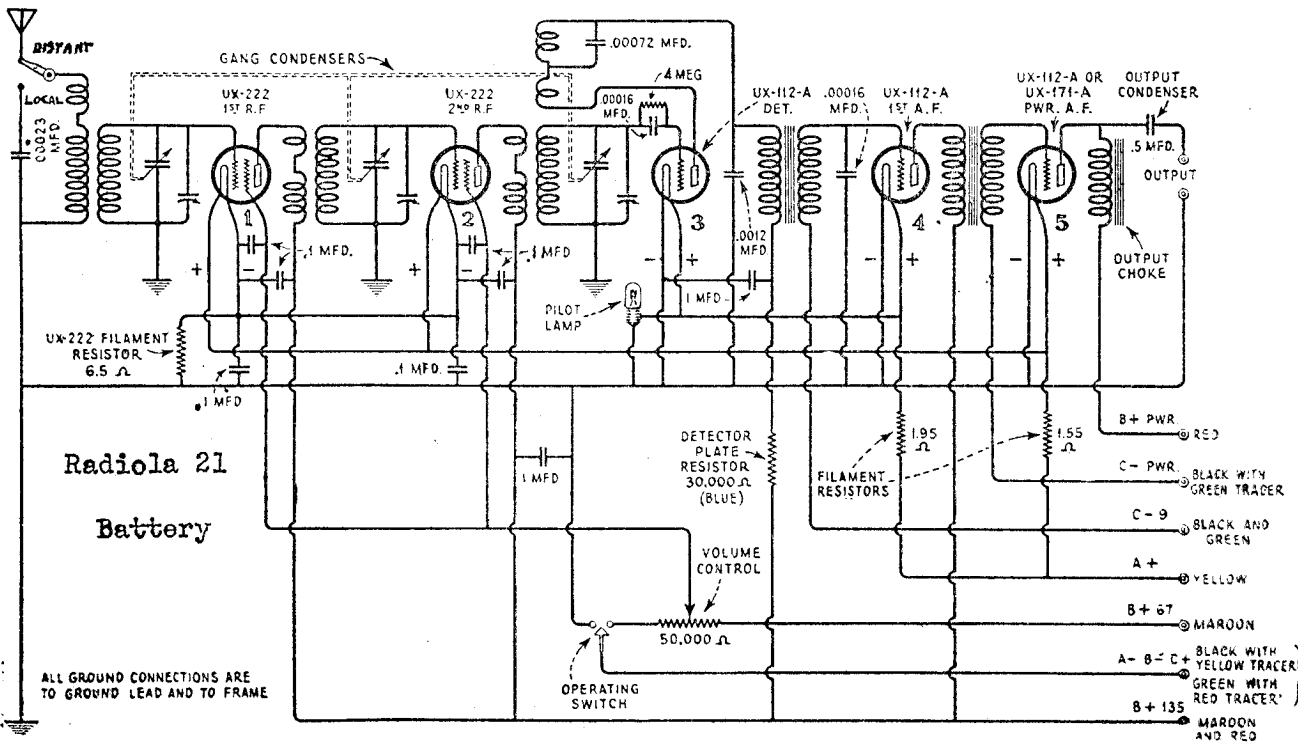 DISTANT
LOCAL
.00023
MFD.
GANG CONDENSERS
UX-222
1ST R.F.
UX-222
2ND R.F.
.00072 MFD.
4 MEG
.00016
MFD.
UX-112-A
DET.
.00016
MFD.
UX-112-A
1ST A.F.
UX-112-A OR
UX-171-A
PWR. A.F.
OUTPUT
CONDENSER
.5 MFD.
OUTPUT
1
2
3
4
5
.1 MFD.
.1 MFD
.0012
MFD.
OUTPUT
CHOKE
+
-
+
-
-
+
-
+
-
+
PILOT
LAMP
1 MFD
UX-222 FILAMENT
RESISTOR
6.5 Ω
.1 MFD
.1 MFD.
1 MFD
DETECTOR
PLATE
RESISTOR
30,000 Ω
(BLUE)
1.95
Ω
1.55
Ω
FILAMENT
RESISTORS
Radiola 21
Battery
VOLUME
CONTROL
50,000 Ω
OPERATING
SWITCH
B+ PWR.
RED
C- PWR.
BLACK WITH
GREEN TRACER
C-9
BLACK AND
GREEN
A+
YELLOW
B+67
MAROON
A- B- C+
BLACK WITH
YELLOW TRACER
GREEN WITH
RED TRACER
B+135
MAROON
AND RED
ALL GROUND CONNECTIONS ARE
TO GROUND LEAD AND TO FRAME